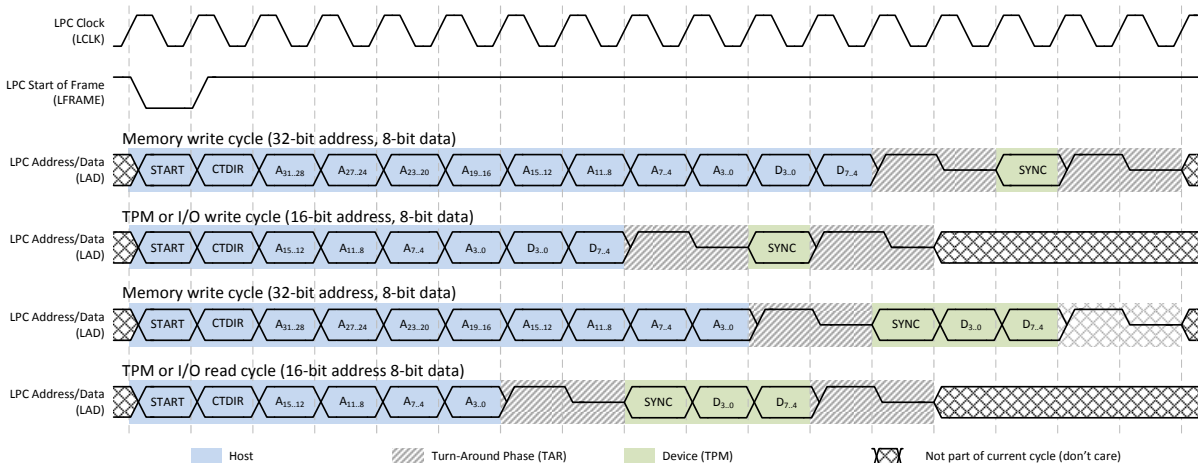 LPC Clock
(LCLK)
LPC Start of Frame
(LFRAME)
Memory write cycle (32-bit address, 8-bit data)
LPC Address/Data
(LAD)
START CTDIR A31..28 A27..24 A23..20 A19..16 A15..12 A11..8 A7..4 A3..0 D3..0 D7..4 SYNC
TPM or I/O write cycle (16-bit address, 8-bit data)
LPC Address/Data
(LAD)
START CTDIR A15..12 A11..8 A7..4 A3..0 D3..0 D7..4 SYNC
Memory write cycle (32-bit address, 8-bit data)
LPC Address/Data
(LAD)
START CTDIR A31..28 A27..24 A23..20 A19..16 A15..12 A11..8 A7..4 A3..0 SYNC D3..0 D7..4
TPM or I/O read cycle (16-bit address 8-bit data)
LPC Address/Data
(LAD)
START CTDIR A15..12 A11..8 A7..4 A3..0 SYNC D3..0 D7..4
Host Turn-Around Phase (TAR) Device (TPM) Not part of current cycle (don't care)